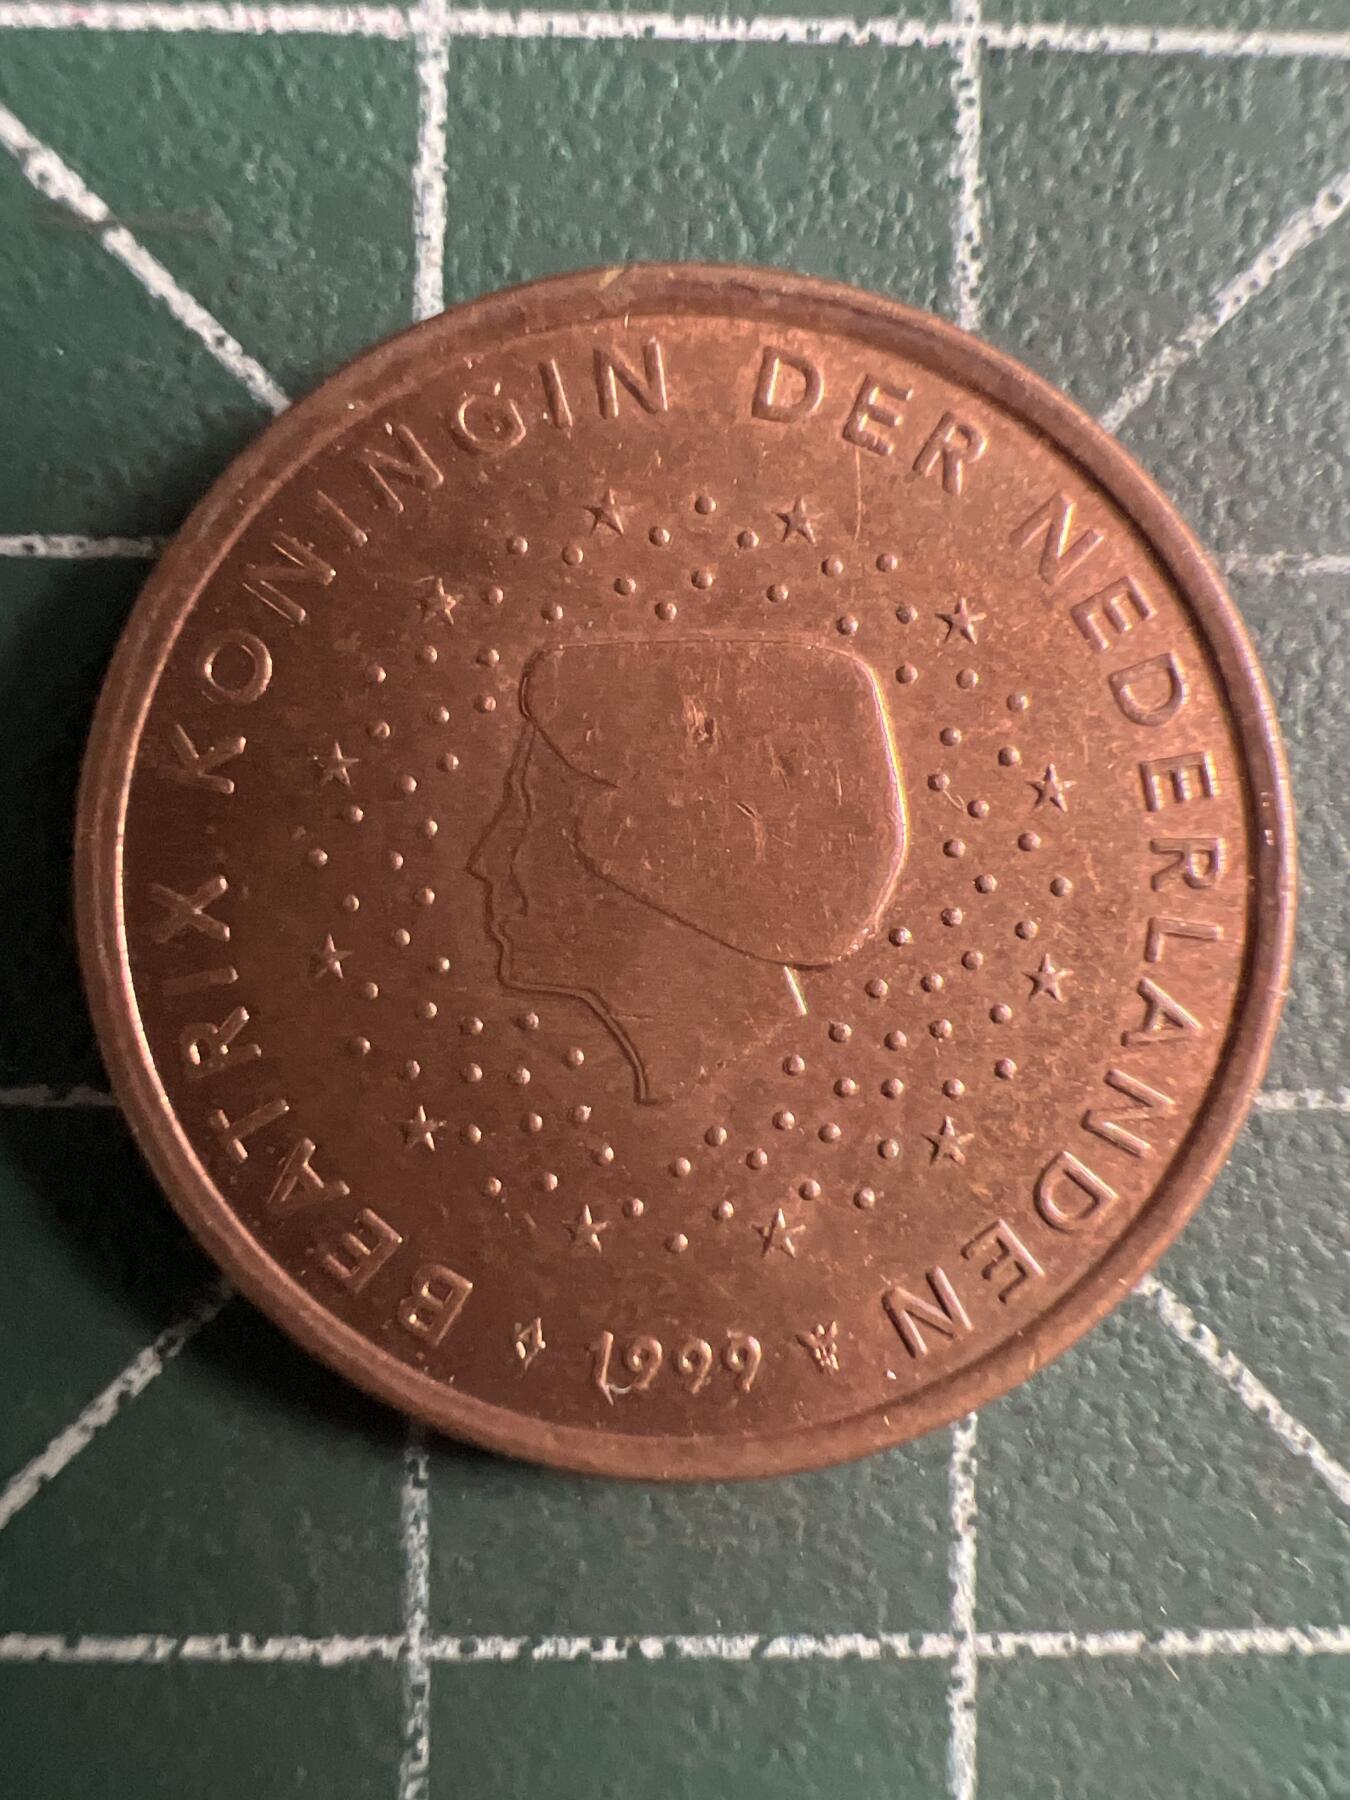 BEATRIX KONINGIN DER NEDERLANDEN
1999